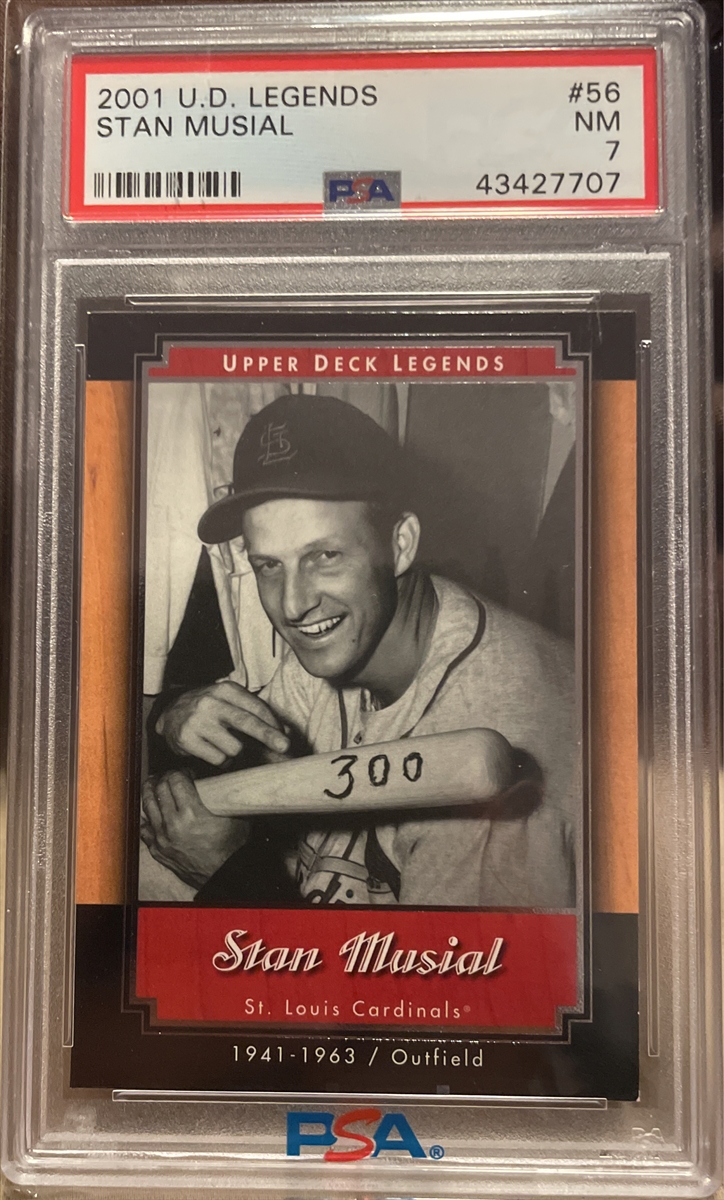 2001 U.D. LEGENDS #56
STAN MUSIAL NM
7
PSA 43427707
UPPER DECK LEGENDS
StL
300
Stan Musial
St. Louis Cardinals®
1941-1963 / Outfield
PSA®